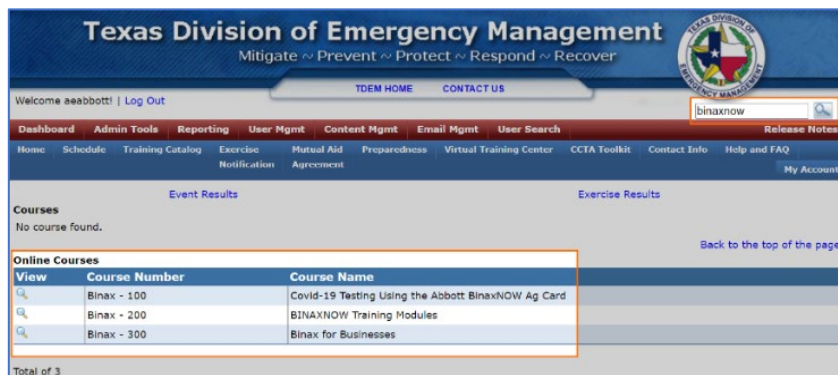 Texas Division of Emergency Management
Mitigate ~ Prevent ~ Protect ~ Respond ~ Recover
TEXAS DIVISION OF
EMERGENCY MANAGEMENT
TDEM HOME CONTACT US
Welcome aeabbott! | Log Out
binaxnow
Dashboard Admin Tools Reporting User Mgmt Content Mgmt Email Mgmt User Search Release Notes
Home Schedule Training Catalog Exercise Notification Mutual Aid Agreement Preparedness Virtual Training Center CCTA Toolkit Contact Info Help and FAQ
My Account
Event Results Exercise Results
Courses
No course found.
Back to the top of the page
Online Courses
View Course Number Course Name
Binax - 100 Covid-19 Testing Using the Abbott BinaxNOW Ag Card
Binax - 200 BINAXNOW Training Modules
Binax - 300 Binax for Businesses
Total of 3